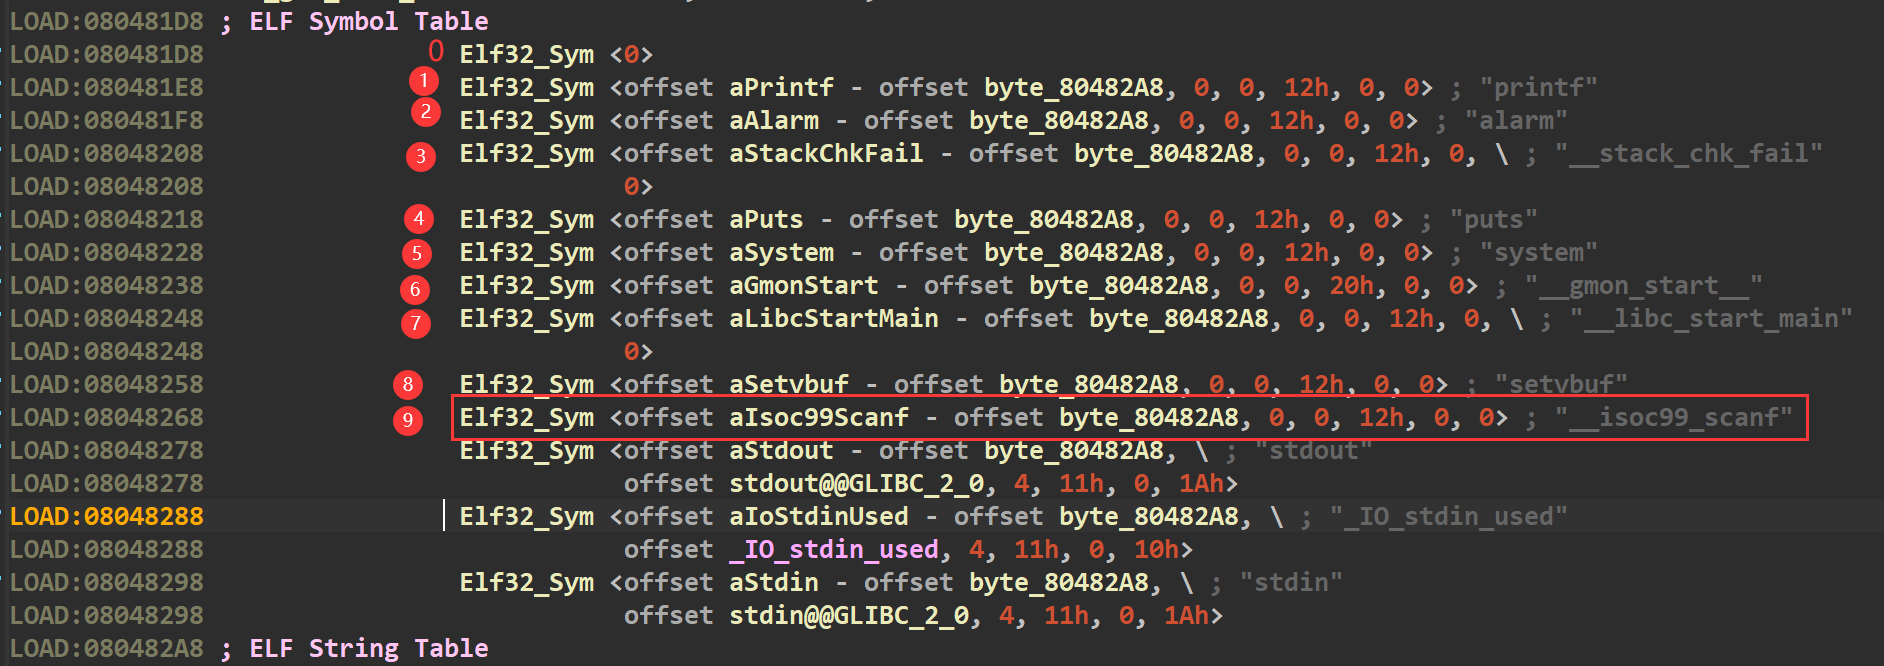 LOAD:080481D8 ; ELF Symbol Table
LOAD:080481D8 0 Elf32_Sym <0>
LOAD:080481E8 1 Elf32_Sym <offset aPrintf - offset byte_80482A8, 0, 0, 12h, 0, 0> ; "printf"
LOAD:080481F8 2 Elf32_Sym <offset aAlarm - offset byte_80482A8, 0, 0, 12h, 0, 0> ; "alarm"
LOAD:08048208 3 Elf32_Sym <offset aStackChkFail - offset byte_80482A8, 0, 0, 12h, 0, \ ; "__stack_chk_fail"
LOAD:08048208 0>
LOAD:08048218 4 Elf32_Sym <offset aPuts - offset byte_80482A8, 0, 0, 12h, 0, 0> ; "puts"
LOAD:08048228 5 Elf32_Sym <offset aSystem - offset byte_80482A8, 0, 0, 12h, 0, 0> ; "system"
LOAD:08048238 6 Elf32_Sym <offset aGmonStart - offset byte_80482A8, 0, 0, 20h, 0, 0> ; "__gmon_start__"
LOAD:08048248 7 Elf32_Sym <offset aLibcStartMain - offset byte_80482A8, 0, 0, 12h, 0, \ ; "__libc_start_main"
LOAD:08048248 0>
LOAD:08048258 8 Elf32_Sym <offset aSetvbuf - offset byte_80482A8, 0, 0, 12h, 0, 0> ; "setvbuf"
LOAD:08048268 9 Elf32_Sym <offset aIsoc99Scanf - offset byte_80482A8, 0, 0, 12h, 0, 0> ; "__isoc99_scanf"
LOAD:08048278 Elf32_Sym <offset aStdout - offset byte_80482A8, \ ; "stdout"
LOAD:08048278 offset stdout@@GLIBC_2_0, 4, 11h, 0, 1Ah>
LOAD:08048288 Elf32_Sym <offset aIoStdinUsed - offset byte_80482A8, \ ; "_IO_stdin_used"
LOAD:08048288 offset _IO_stdin_used, 4, 11h, 0, 10h>
LOAD:08048298 Elf32_Sym <offset aStdin - offset byte_80482A8, \ ; "stdin"
LOAD:08048298 offset stdin@@GLIBC_2_0, 4, 11h, 0, 1Ah>
LOAD:080482A8 ; ELF String Table